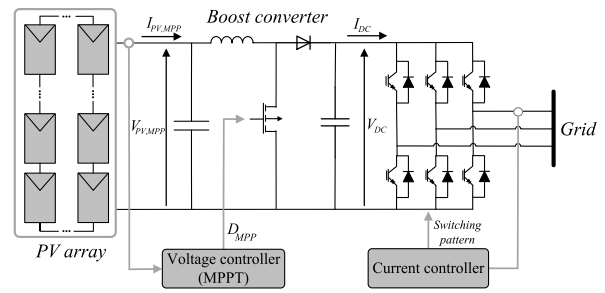 Boost converter
I_PV,MPP
I_DC
V_PV,MPP
V_DC
Grid
D_MPP
Switching
pattern
PV array
Voltage controller
(MPPT)
Current controller